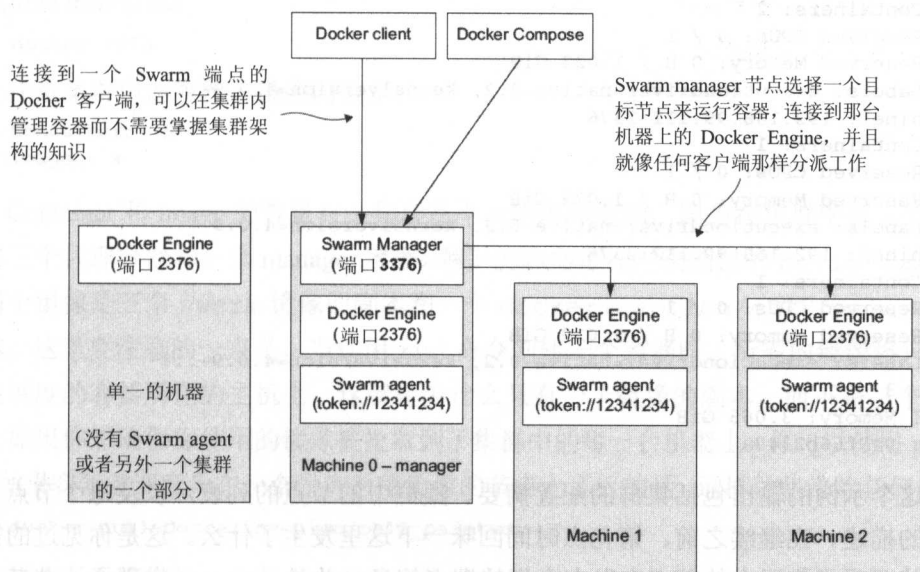 Docker client
Docker Compose
连接到一个 Swarm 端点的
Docher 客户端，可以在集群内
管理容器而不需要掌握集群架
构的知识
Swarm manager 节点选择一个目
标节点来运行容器，连接到那台
机器上的 Docker Engine，并且
就像任何客户端那样分派工作
Docker Engine
(端口2376)
单一的机器
（没有 Swarm agent
或者另外一个集群
的一个部分）
Swarm Manager
(端口3376)
Docker Engine
(端口2376)
Swarm agent
(token://12341234)
Machine 0 – manager
Docker Engine
(端口2376)
Swarm agent
(token://12341234)
Machine 1
Docker Engine
(端口2376)
Swarm agent
(token://12341234)
Machine 2